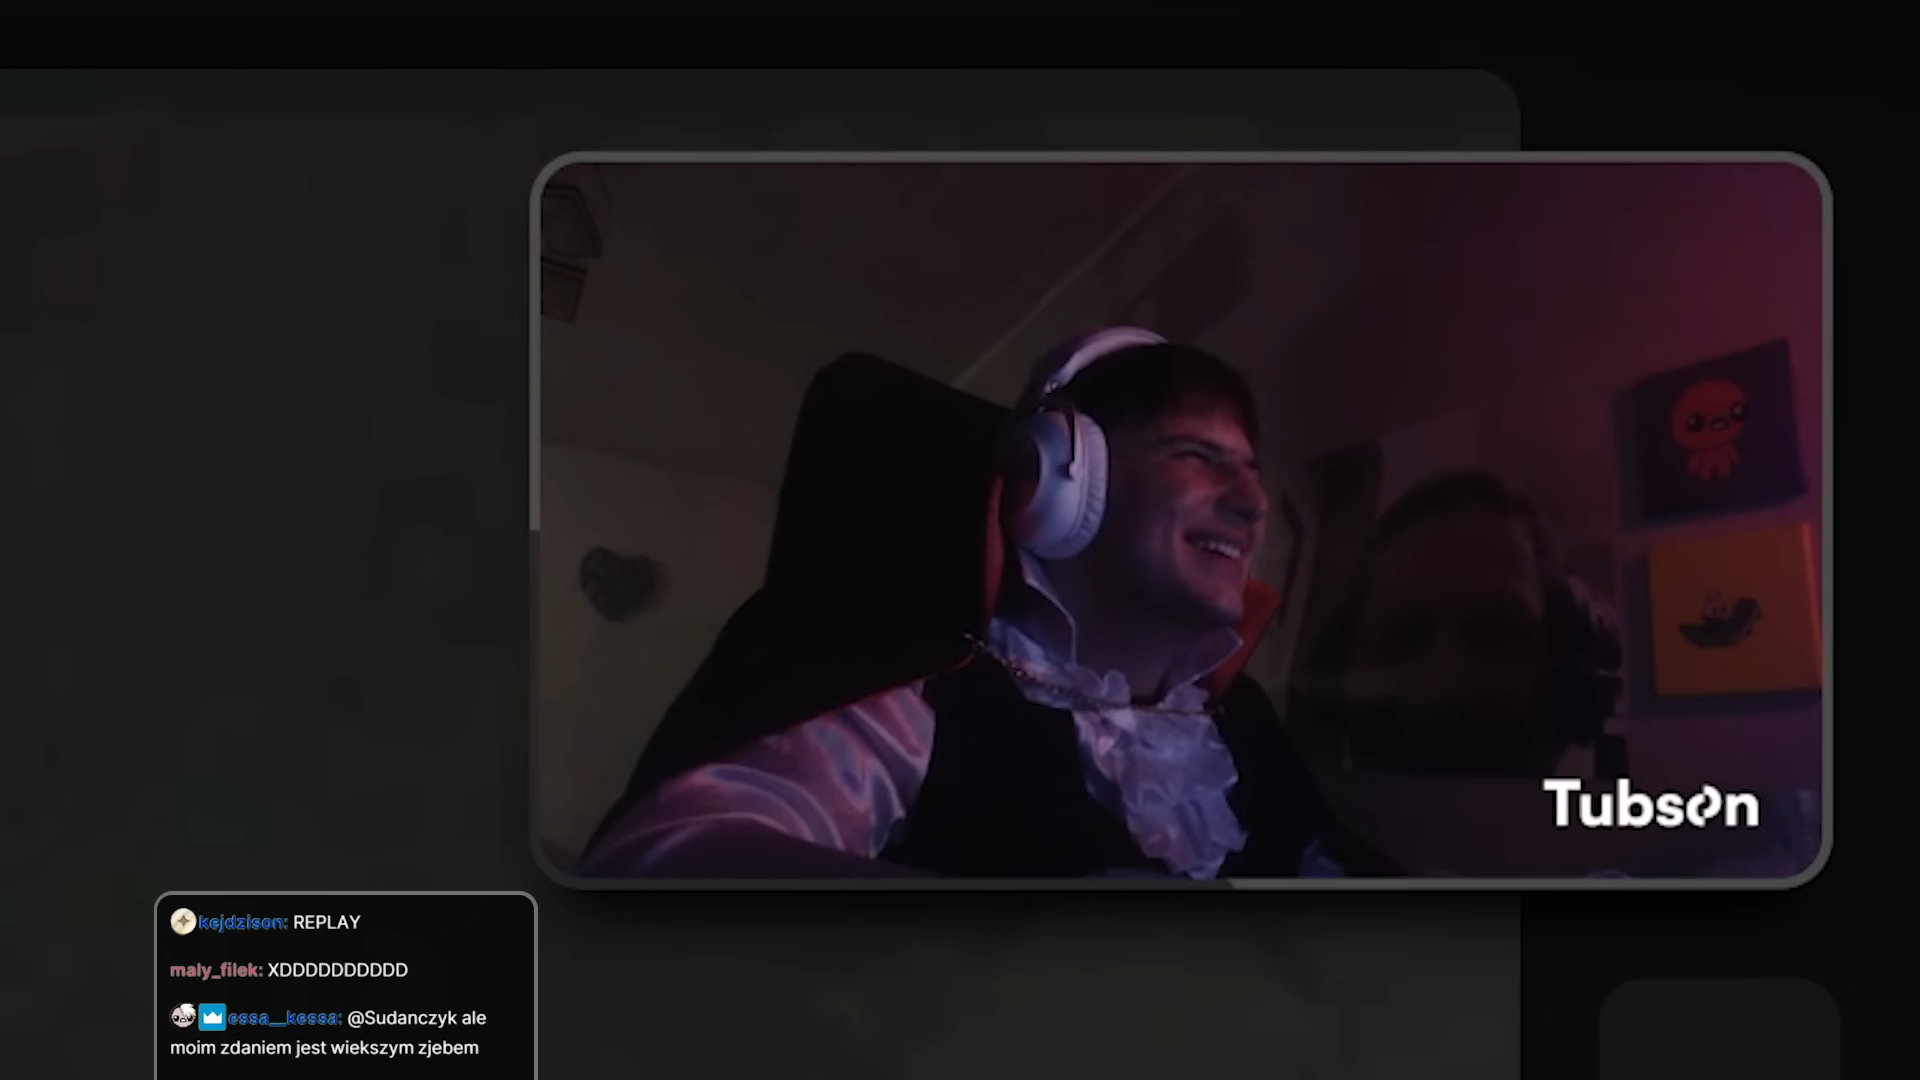 Tubson
kejdzison: REPLAY
maly_filek: XDDDDDDDDDD
essa__kessa: @Sudanczyk ale
moim zdaniem jest wiekszym zjebem